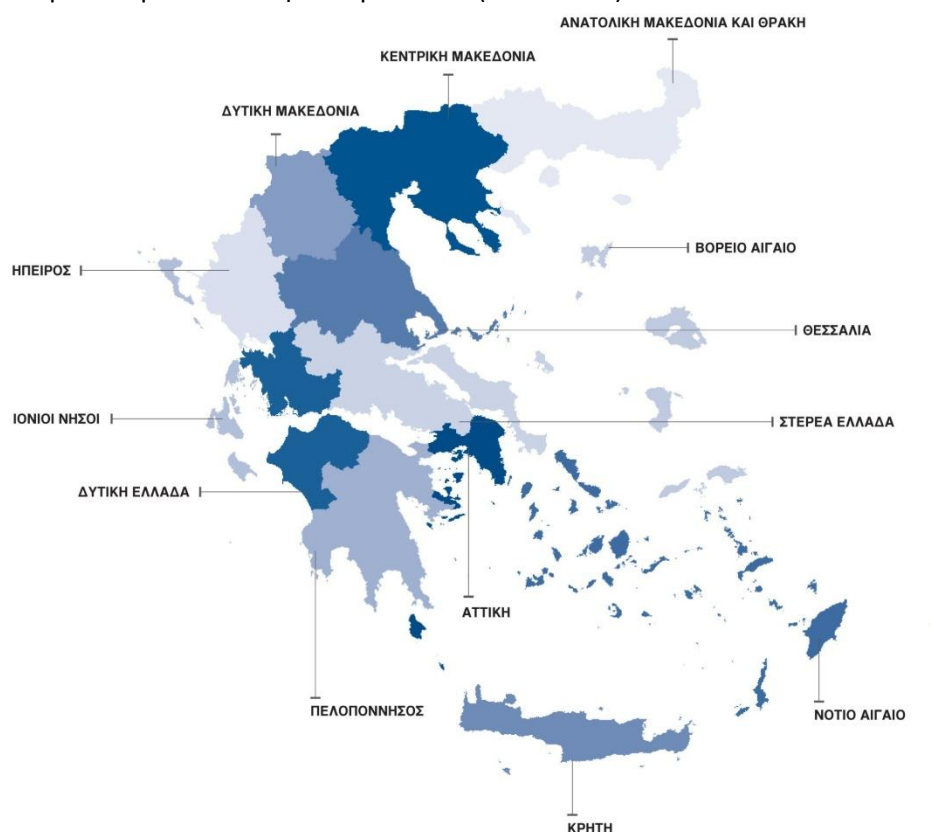 ΑΝΑΤΟΛΙΚΗ ΜΑΚΕΔΟΝΙΑ ΚΑΙ ΘΡΑΚΗ
ΚΕΝΤΡΙΚΗ ΜΑΚΕΔΟΝΙΑ
ΔΥΤΙΚΗ ΜΑΚΕΔΟΝΙΑ
ΒΟΡΕΙΟ ΑΙΓΑΙΟ
ΗΠΕΙΡΟΣ
ΘΕΣΣΑΛΙΑ
ΙΟΝΙΟΙ ΝΗΣΟΙ
ΣΤΕΡΕΑ ΕΛΛΑΔΑ
ΔΥΤΙΚΗ ΕΛΛΑΔΑ
ΑΤΤΙΚΗ
ΠΕΛΟΠΟΝΝΗΣΟΣ
ΝΟΤΙΟ ΑΙΓΑΙΟ
ΚΡΗΤΗ